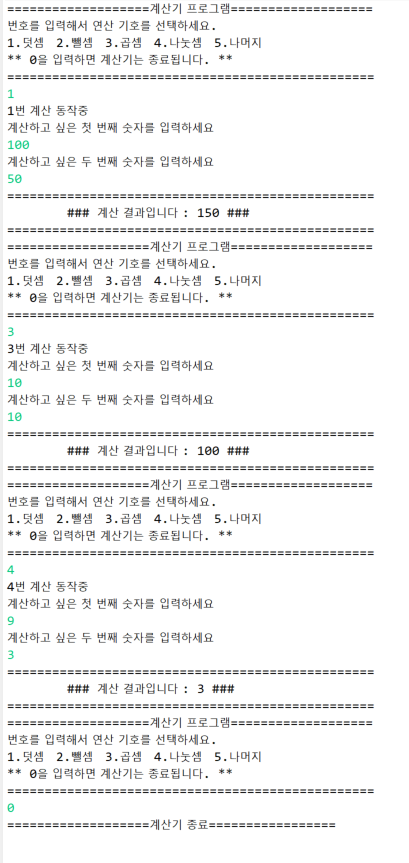 ===================계산기 프로그램===================
번호를 입력해서 연산 기호를 선택하세요.
1.덧셈  2.뺄셈  3.곱셈  4.나눗셈  5.나머지
** 0을 입력하면 계산기는 종료됩니다. **
=================================================
1
1번 계산 동작중
계산하고 싶은 첫 번째 숫자를 입력하세요
100
계산하고 싶은 두 번째 숫자를 입력하세요
50
=================================================
        ### 계산 결과입니다 : 150 ###
=================================================
===================계산기 프로그램===================
번호를 입력해서 연산 기호를 선택하세요.
1.덧셈  2.뺄셈  3.곱셈  4.나눗셈  5.나머지
** 0을 입력하면 계산기는 종료됩니다. **
=================================================
3
3번 계산 동작중
계산하고 싶은 첫 번째 숫자를 입력하세요
10
계산하고 싶은 두 번째 숫자를 입력하세요
10
=================================================
        ### 계산 결과입니다 : 100 ###
=================================================
===================계산기 프로그램===================
번호를 입력해서 연산 기호를 선택하세요.
1.덧셈  2.뺄셈  3.곱셈  4.나눗셈  5.나머지
** 0을 입력하면 계산기는 종료됩니다. **
=================================================
4
4번 계산 동작중
계산하고 싶은 첫 번째 숫자를 입력하세요
9
계산하고 싶은 두 번째 숫자를 입력하세요
3
=================================================
        ### 계산 결과입니다 : 3 ###
=================================================
===================계산기 프로그램===================
번호를 입력해서 연산 기호를 선택하세요.
1.덧셈  2.뺄셈  3.곱셈  4.나눗셈  5.나머지
** 0을 입력하면 계산기는 종료됩니다. **
=================================================
0
===================계산기 종료=================